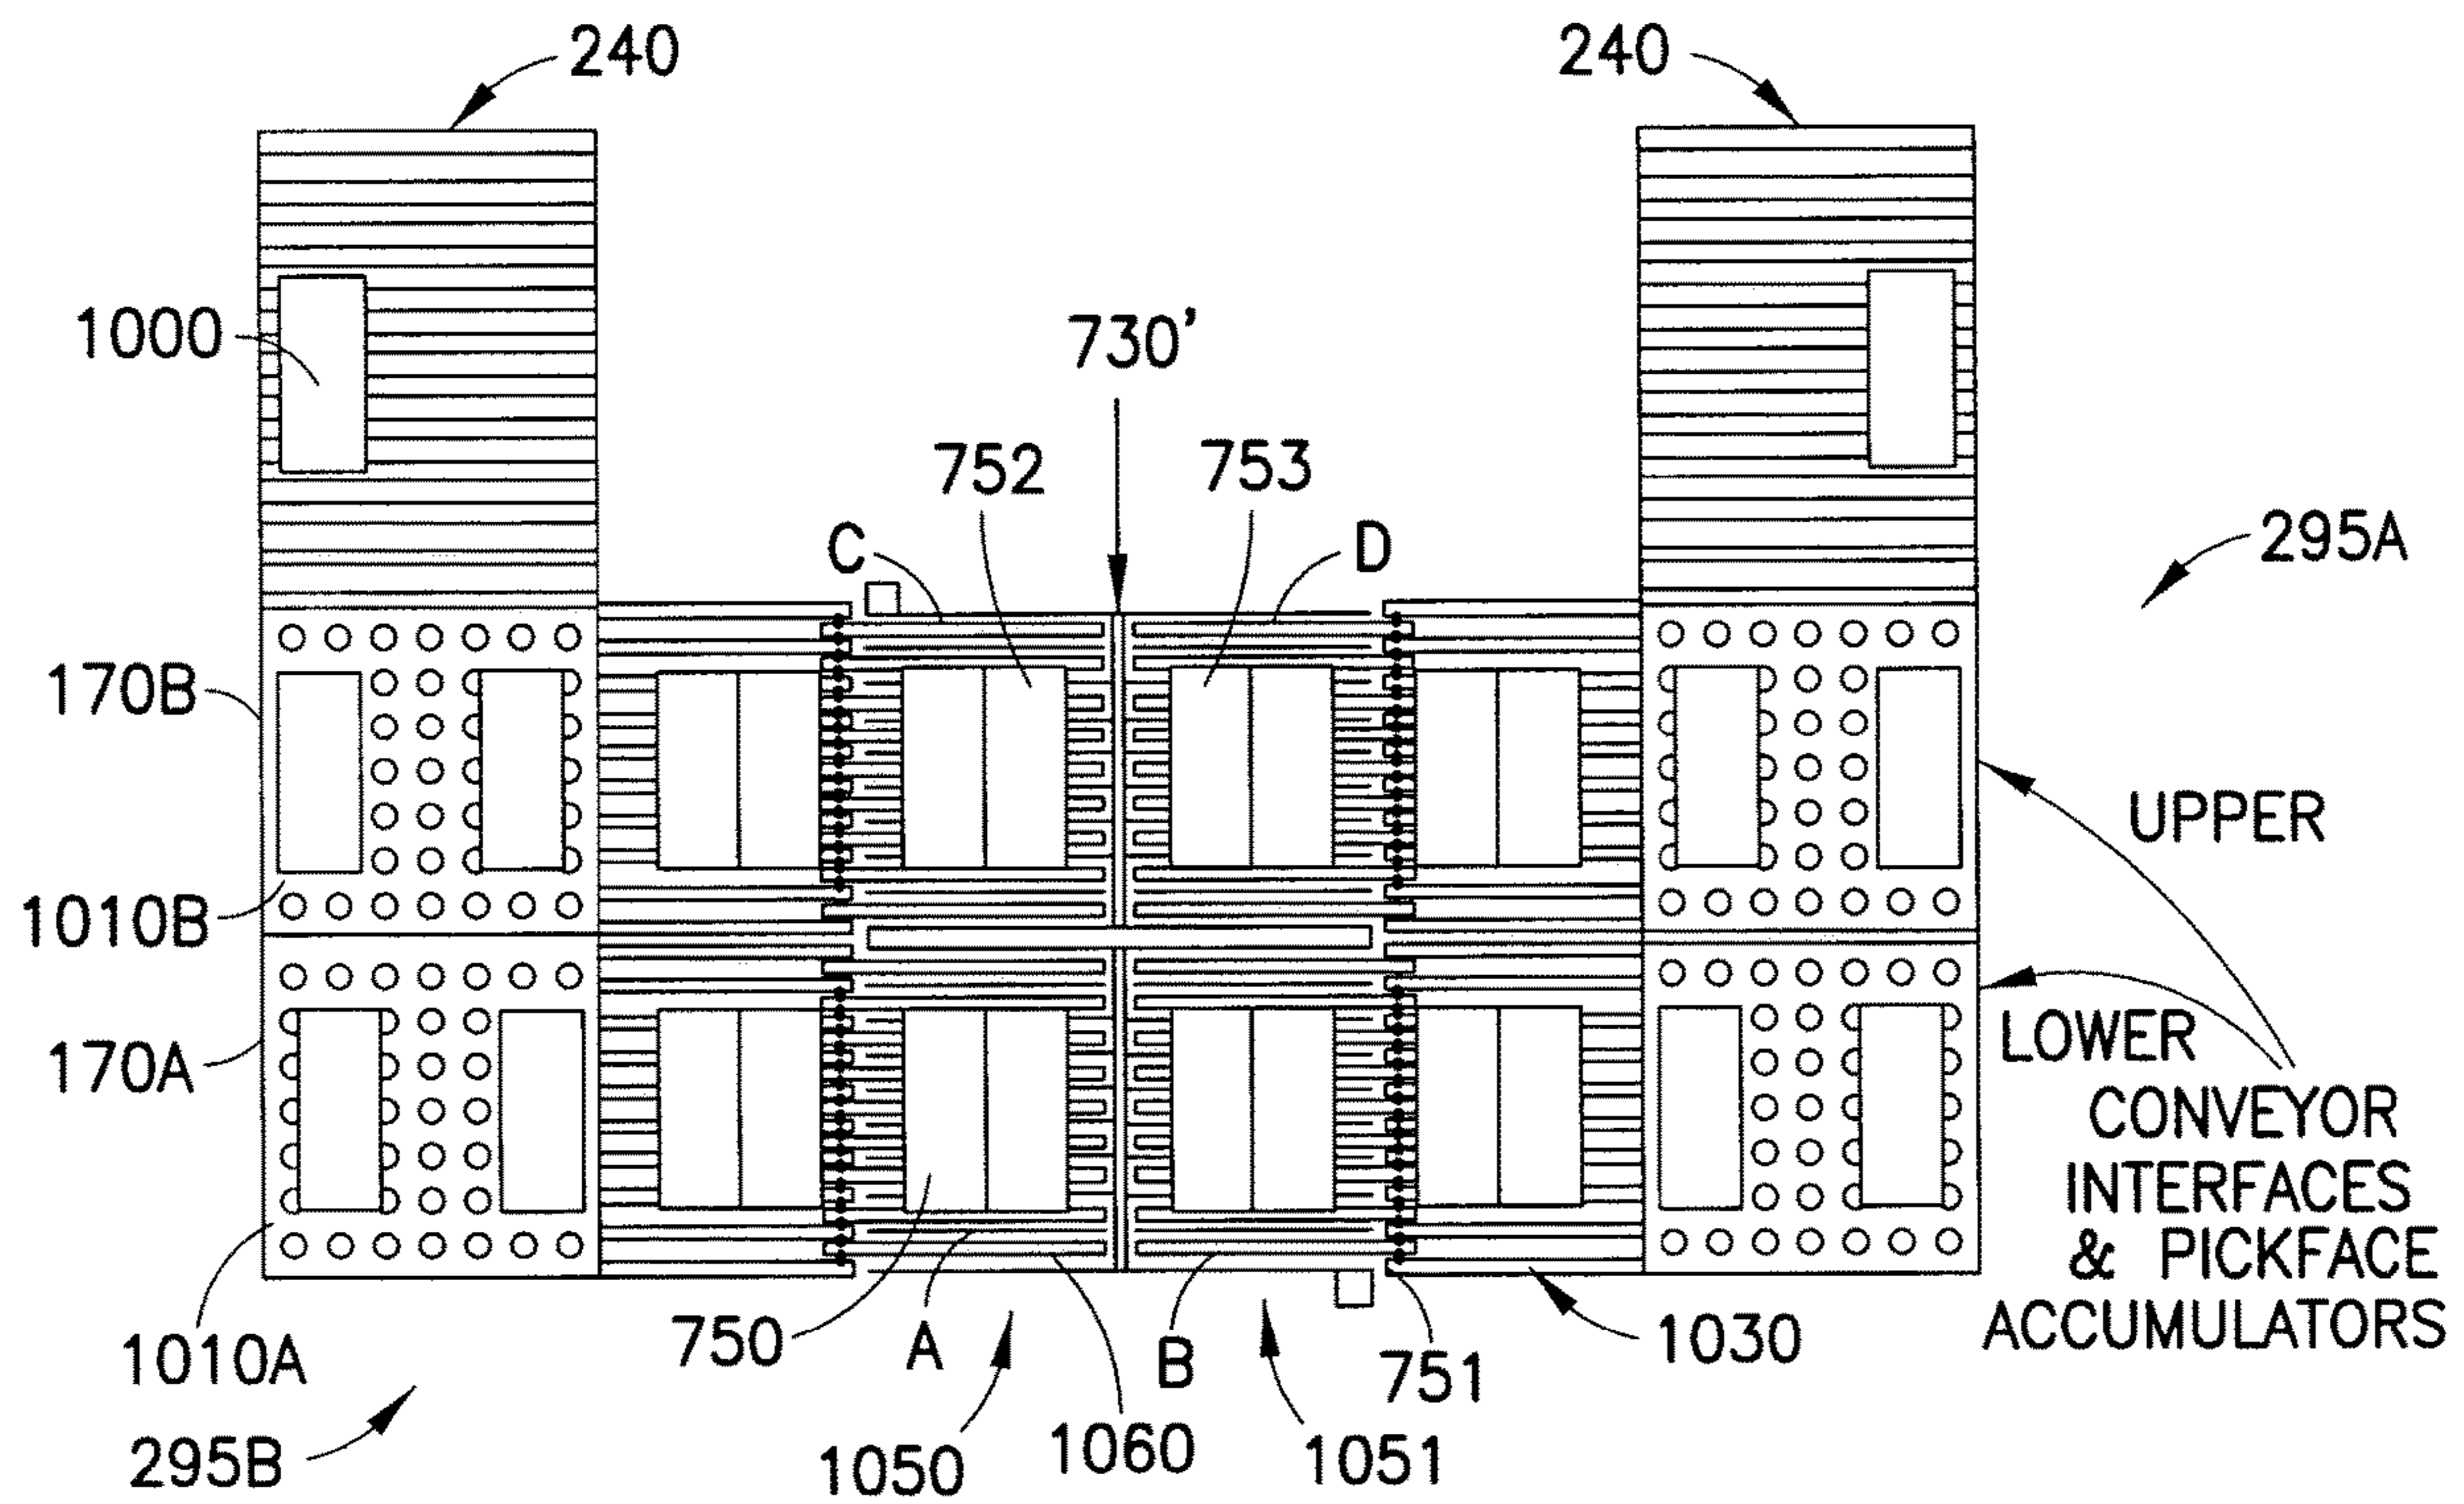 240
240
1000
730'
752
753
C
D
295A
170B
UPPER
1010B
170A
LOWER
CONVEYOR
INTERFACES
& PICKFACE
ACCUMULATORS
1010A
750
A
B
751
1030
295B
1050
1060
1051